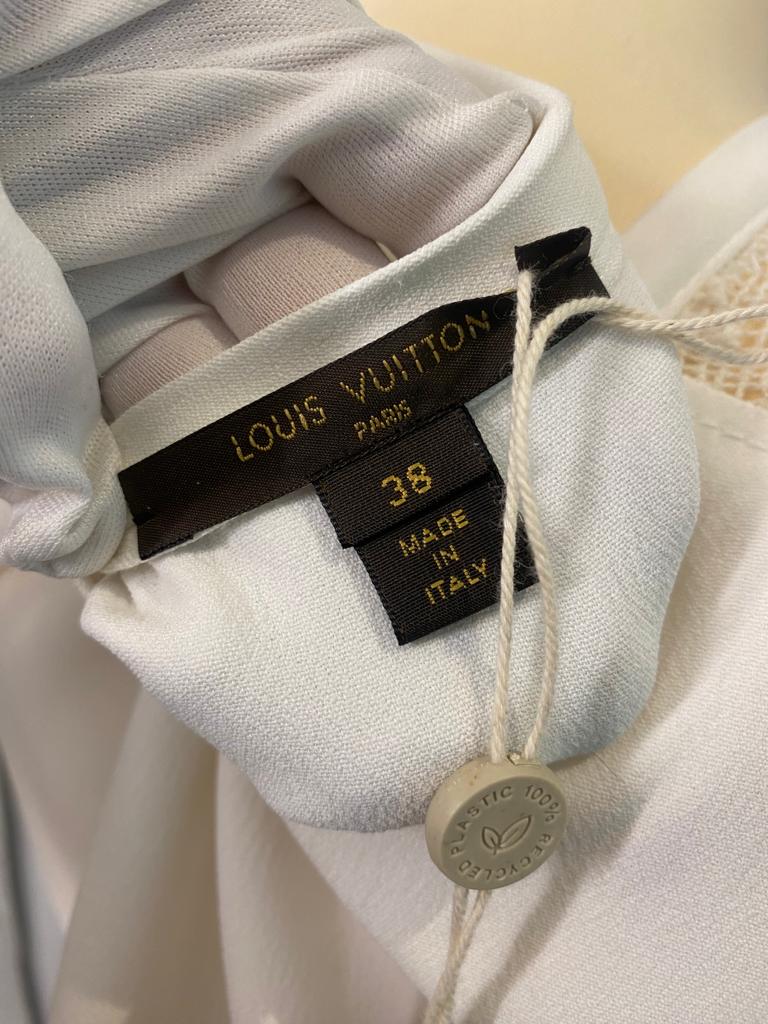 LOUIS VUITTON
PARIS
38
MADE
IN
ITALY
100% RECYCLED PLASTIC